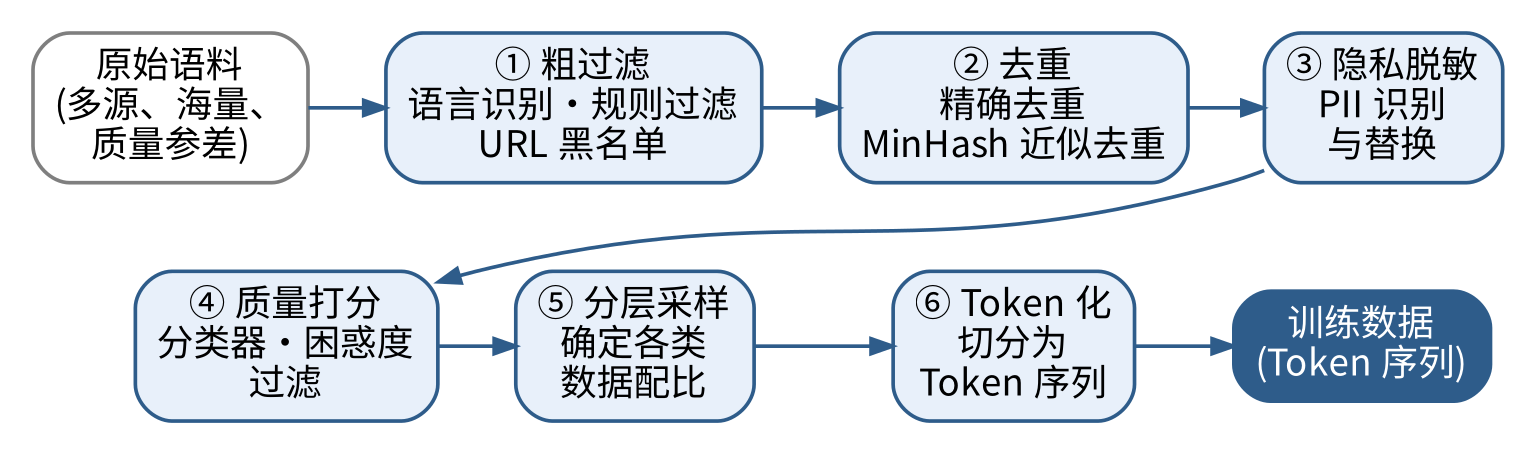 原始语料
(多源、海量、
质量参差)
① 粗过滤
语言识别・规则过滤
URL 黑名单
② 去重
精确去重
MinHash 近似去重
③ 隐私脱敏
PII 识别
与替换
④ 质量打分
分类器・困惑度
过滤
⑤ 分层采样
确定各类
数据配比
⑥ Token 化
切分为
Token 序列
训练数据
(Token 序列)